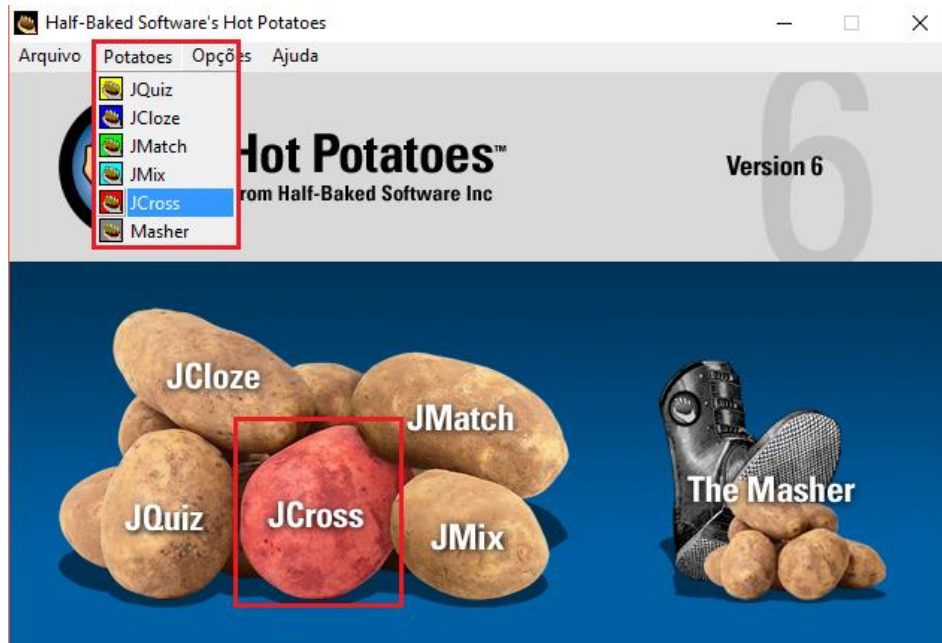 Half-Baked Software's Hot Potatoes
Arquivo Potatoes Opções Ajuda
JQuiz
JCloze
JMatch
JMix
JCross
Masher
Hot Potatoes™
from Half-Baked Software Inc
Version 6
6
JCloze
JMatch
JQuiz
JCross
JMix
The Masher